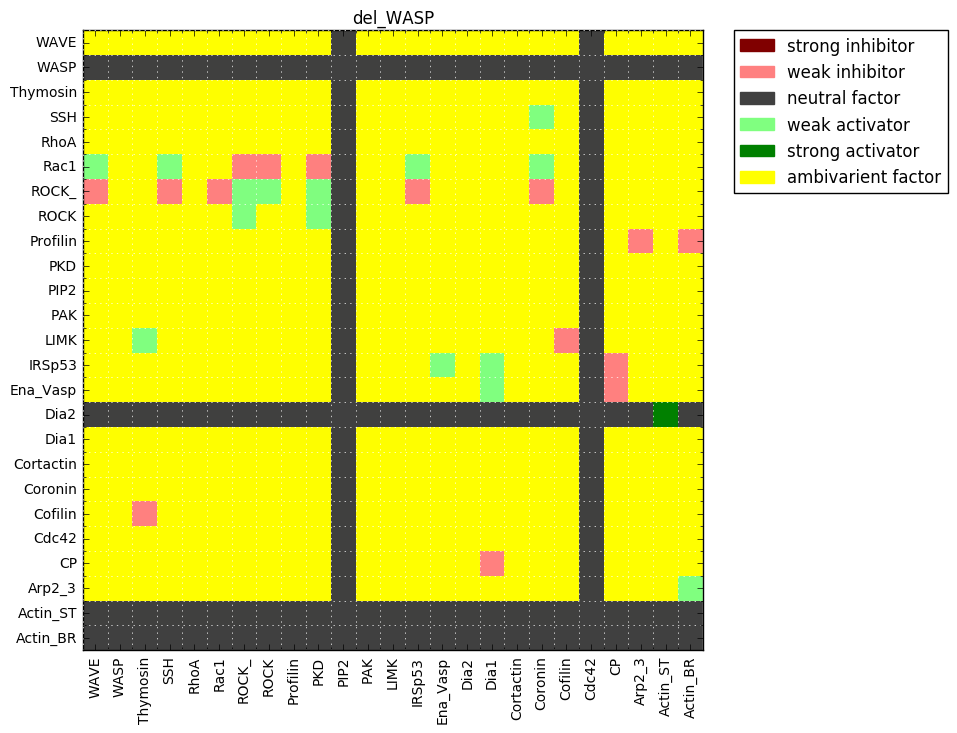 del_WASP
WAVE
WASP
Thymosin
SSH
RhoA
Rac1
ROCK_
ROCK
Profilin
PKD
PIP2
PAK
LIMK
IRSp53
Ena_Vasp
Dia2
Dia1
Cortactin
Coronin
Cofilin
Cdc42
CP
Arp2_3
Actin_ST
Actin_BR
WAVE
WASP
Thymosin
SSH
RhoA
Rac1
ROCK_
ROCK
Profilin
PKD
PIP2
PAK
LIMK
IRSp53
Ena_Vasp
Dia2
Dia1
Cortactin
Coronin
Cofilin
Cdc42
CP
Arp2_3
Actin_ST
Actin_BR
strong inhibitor
weak inhibitor
neutral factor
weak activator
strong activator
ambivarient factor